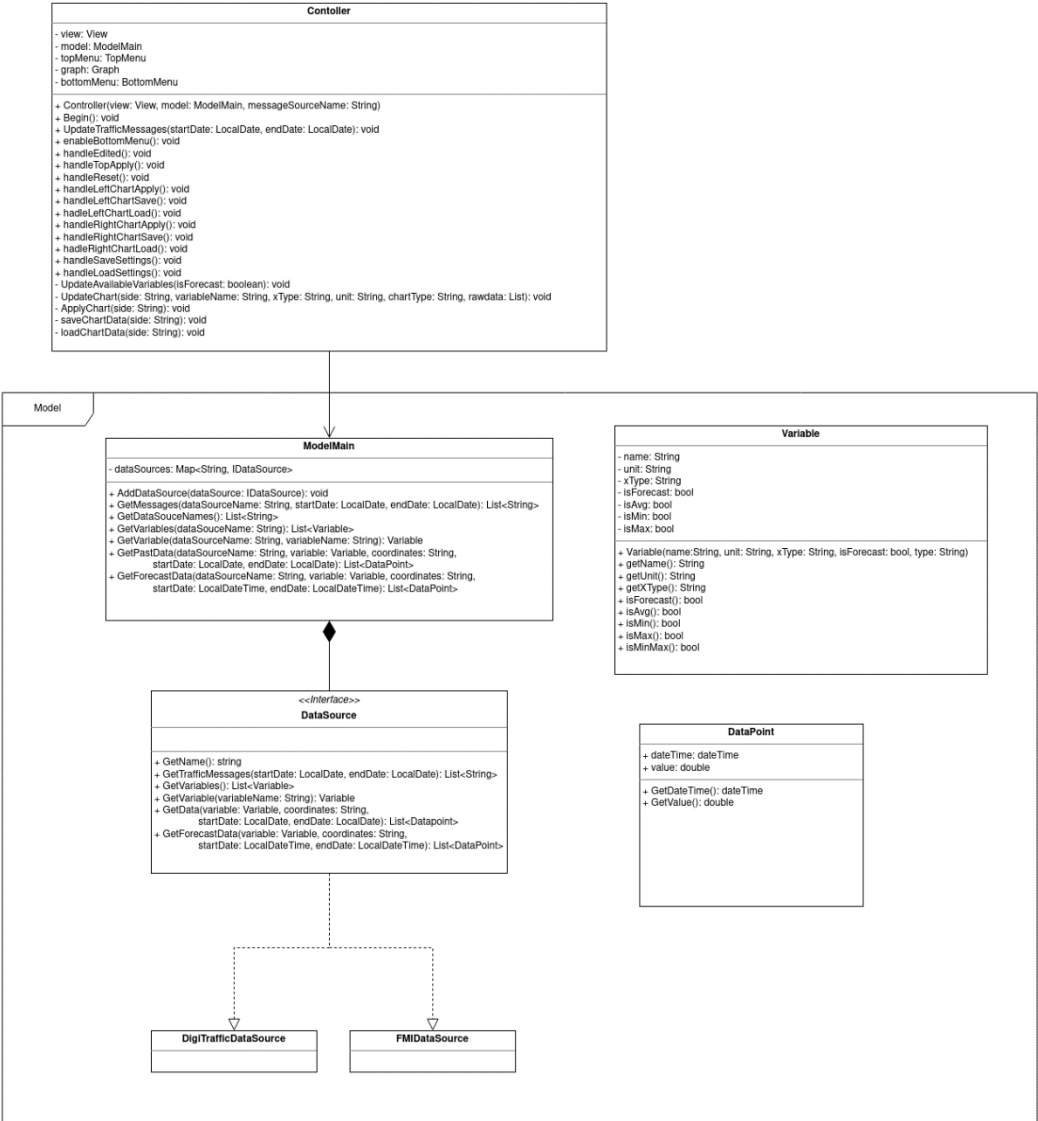 Contoller
- view: View
- model: ModelMain
- topMenu: TopMenu
- graph: Graph
- bottomMenu: BottomMenu
+ Controller(view: View, model: ModelMain, messageSourceName: String)
+ Begin(): void
+ UpdateTrafficMessages(startDate: LocalDate, endDate: LocalDate): void
+ enableBottomMenu(): void
+ handleEdited(): void
+ handleTopApply(): void
+ handleReset(): void
+ handleLeftChartApply(): void
+ handleLeftChartSave(): void
+ hadleLeftChartLoad(): void
+ handleRightChartApply(): void
+ handleRightChartSave(): void
+ hadleRightChartLoad(): void
+ handleSaveSettings(): void
+ handleLoadSettings(): void
- UpdateAvailableVariables(isForecast: boolean): void
- UpdateChart(side: String, variableName: String, xType: String, unit: String, chartType: String, rawdata: List): void
- ApplyChart(side: String): void
- saveChartData(side: String): void
- loadChartData(side: String): void
Model
ModelMain
- dataSources: Map<String, IDataSource>
+ AddDataSource(dataSource: IDataSource): void
+ GetMessages(dataSourceName: String, startDate: LocalDate, endDate: LocalDate): List<String>
+ GetDataSouceNames(): List<String>
+ GetVariables(dataSouceName: String): List<Variable>
+ GetVariable(dataSourceName: String, variableName: String): Variable
+ GetPastData(dataSourceName: String, variable: Variable, coordinates: String,
startDate: LocalDate, endDate: LocalDate): List<DataPoint>
+ GetForecastData(dataSourceName: String, variable: Variable, coordinates: String,
startDate: LocalDateTime, endDate: LocalDateTime): List<DataPoint>
Variable
- name: String
- unit: String
- xType: String
- isForecast: bool
- isAvg: bool
- isMin: bool
- isMax: bool
+ Variable(name:String, unit: String, xType: String, isForecast: bool, type: String)
+ getName(): String
+ getUnit(): String
+ getXType(): String
+ isForecast(): bool
+ isAvg(): bool
+ isMin(): bool
+ isMax(): bool
+ isMinMax(): bool
<<Interface>>
DataSource
+ GetName(): string
+ GetTrafficMessages(startDate: LocalDate, endDate: LocalDate): List<String>
+ GetVariables(): List<Variable>
+ GetVariable(variableName: String): Variable
+ GetData(variable: Variable, coordinates: String,
startDate: LocalDate, endDate: LocalDate): List<Datapoint>
+ GetForecastData(variable: Variable, coordinates: String,
startDate: LocalDateTime, endDate: LocalDateTime): List<DataPoint>
DataPoint
+ dateTime: dateTime
+ value: double
+ GetDateTime(): dateTime
+ GetValue(): double
DigiTrafficDataSource
FMIDataSource